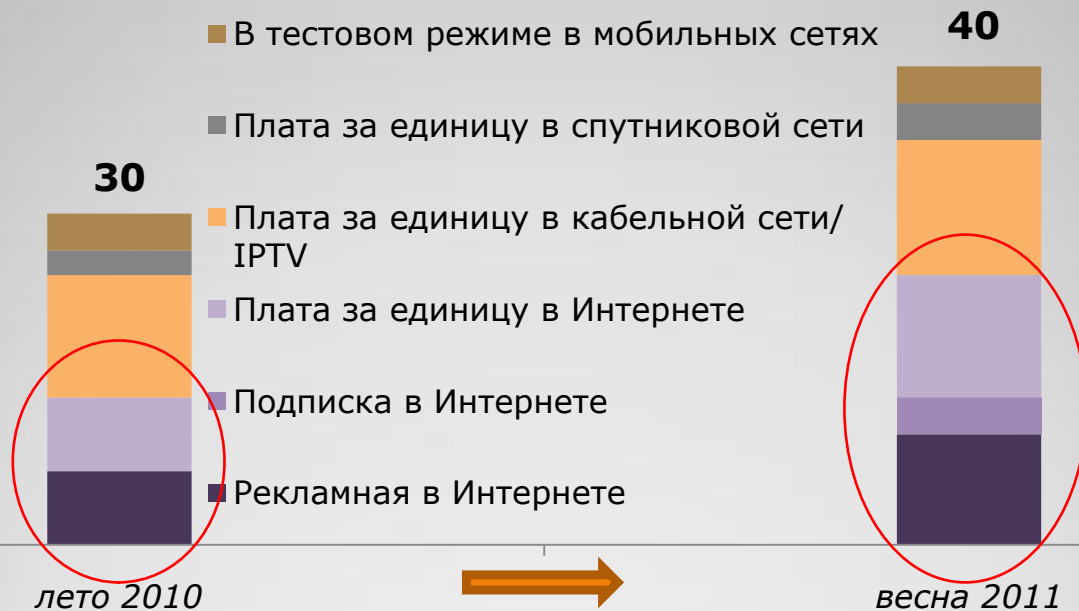 В тестовом режиме в мобильных сетях
40
Плата за единицу в спутниковой сети
30
Плата за единицу в кабельной сети/
IPTV
Плата за единицу в Интернете
Подписка в Интернете
Рекламная в Интернете
лето 2010
весна 2011